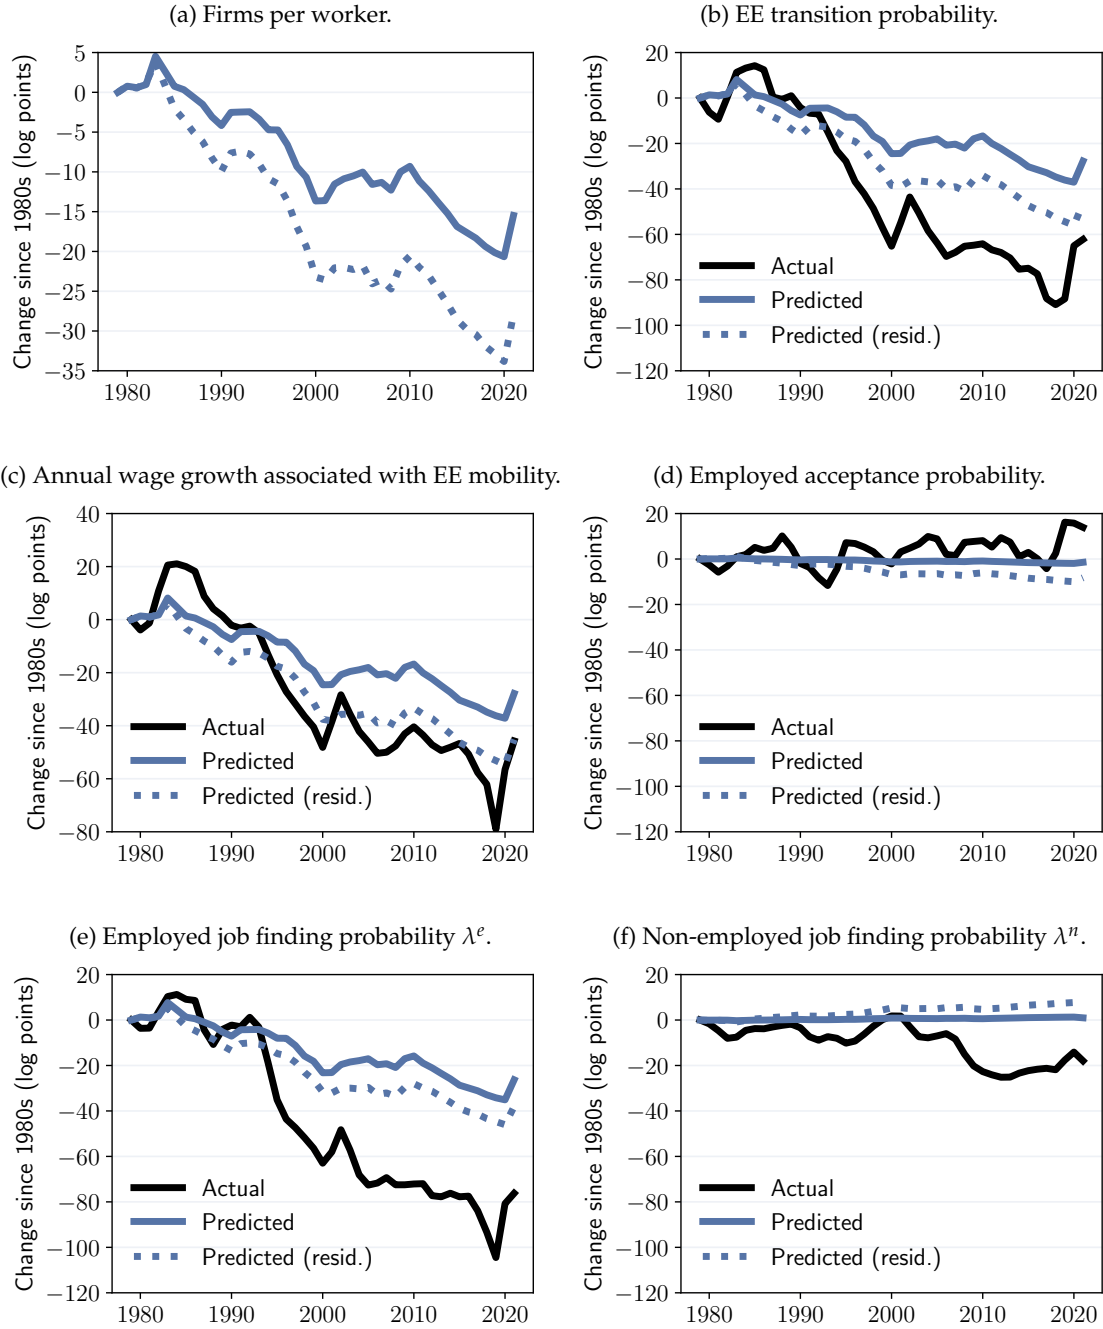 (a) Firms per worker.
Change since 1980s (log points)
5
0
−5
−10
−15
−20
−25
−30
−35
1980 1990 2000 2010 2020
(b) EE transition probability.
Change since 1980s (log points)
20
0
−20
−40
−60
−80
−100
−120
Actual
Predicted
Predicted (resid.)
1980 1990 2000 2010 2020
(c) Annual wage growth associated with EE mobility.
Change since 1980s (log points)
40
20
0
−20
−40
−60
−80
Actual
Predicted
Predicted (resid.)
1980 1990 2000 2010 2020
(d) Employed acceptance probability.
Change since 1980s (log points)
20
0
−20
−40
−60
−80
−100
−120
Actual
Predicted
Predicted (resid.)
1980 1990 2000 2010 2020
(e) Employed job finding probability λᵉ.
Change since 1980s (log points)
20
0
−20
−40
−60
−80
−100
−120
Actual
Predicted
Predicted (resid.)
1980 1990 2000 2010 2020
(f) Non-employed job finding probability λⁿ.
Change since 1980s (log points)
20
0
−20
−40
−60
−80
−100
−120
Actual
Predicted
Predicted (resid.)
1980 1990 2000 2010 2020